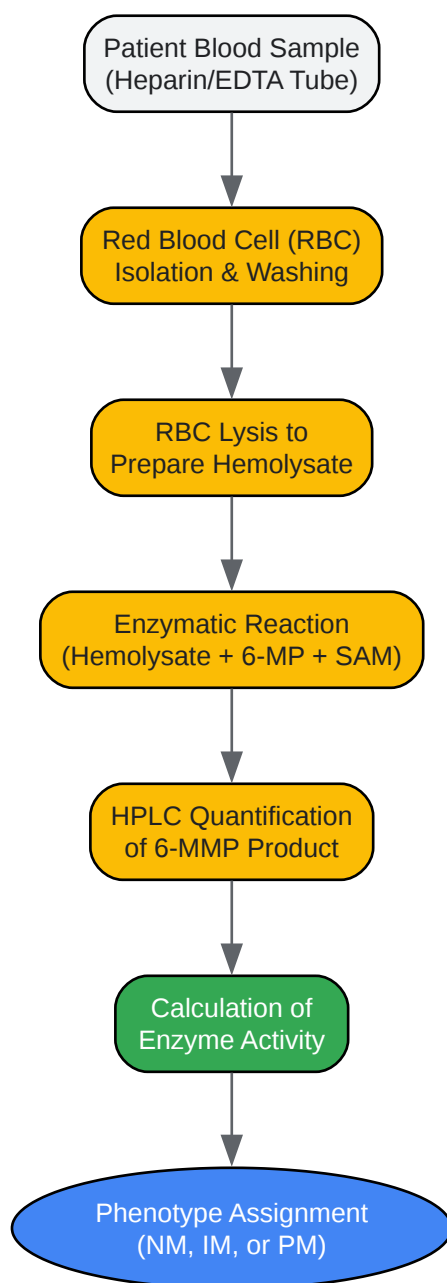 Patient Blood Sample
(Heparin/EDTA Tube)
Red Blood Cell (RBC)
Isolation & Washing
RBC Lysis to
Prepare Hemolysate
Enzymatic Reaction
(Hemolysate + 6-MP + SAM)
HPLC Quantification
of 6-MMP Product
Calculation of
Enzyme Activity
Phenotype Assignment
(NM, IM, or PM)